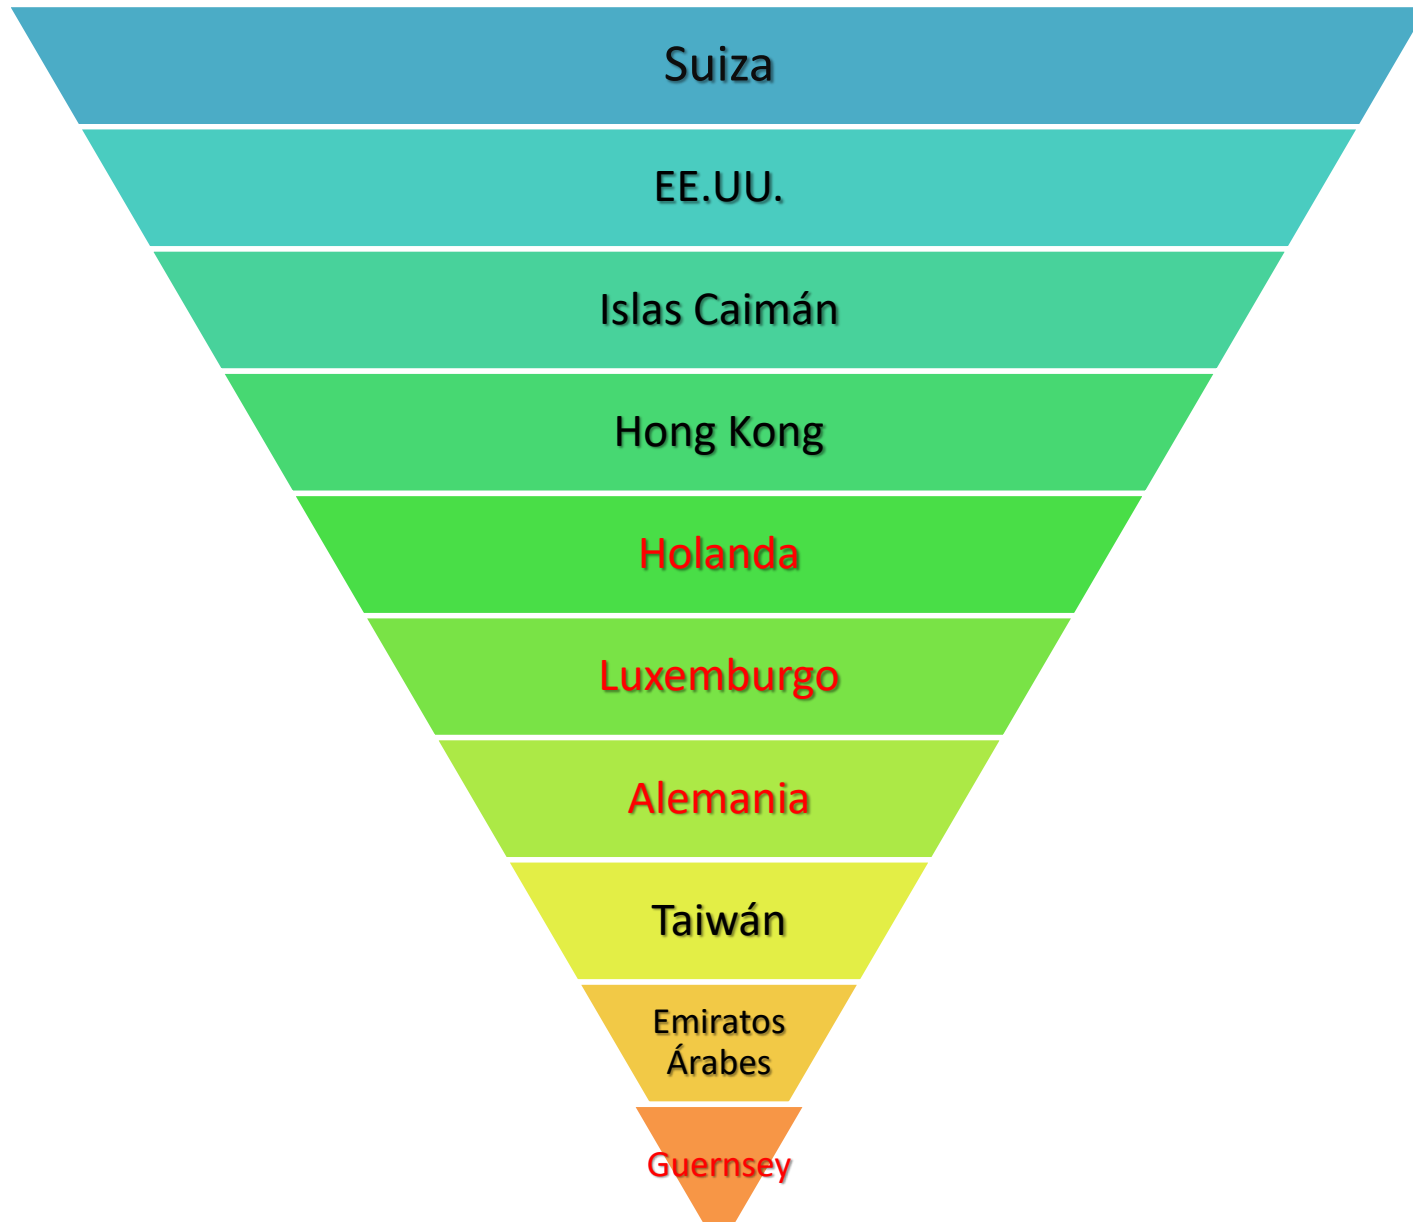 Suiza
EE.UU.
Islas Caimán
Hong Kong
Holanda
Luxemburgo
Alemania
Taiwán
Emiratos
Árabes
Guernsey